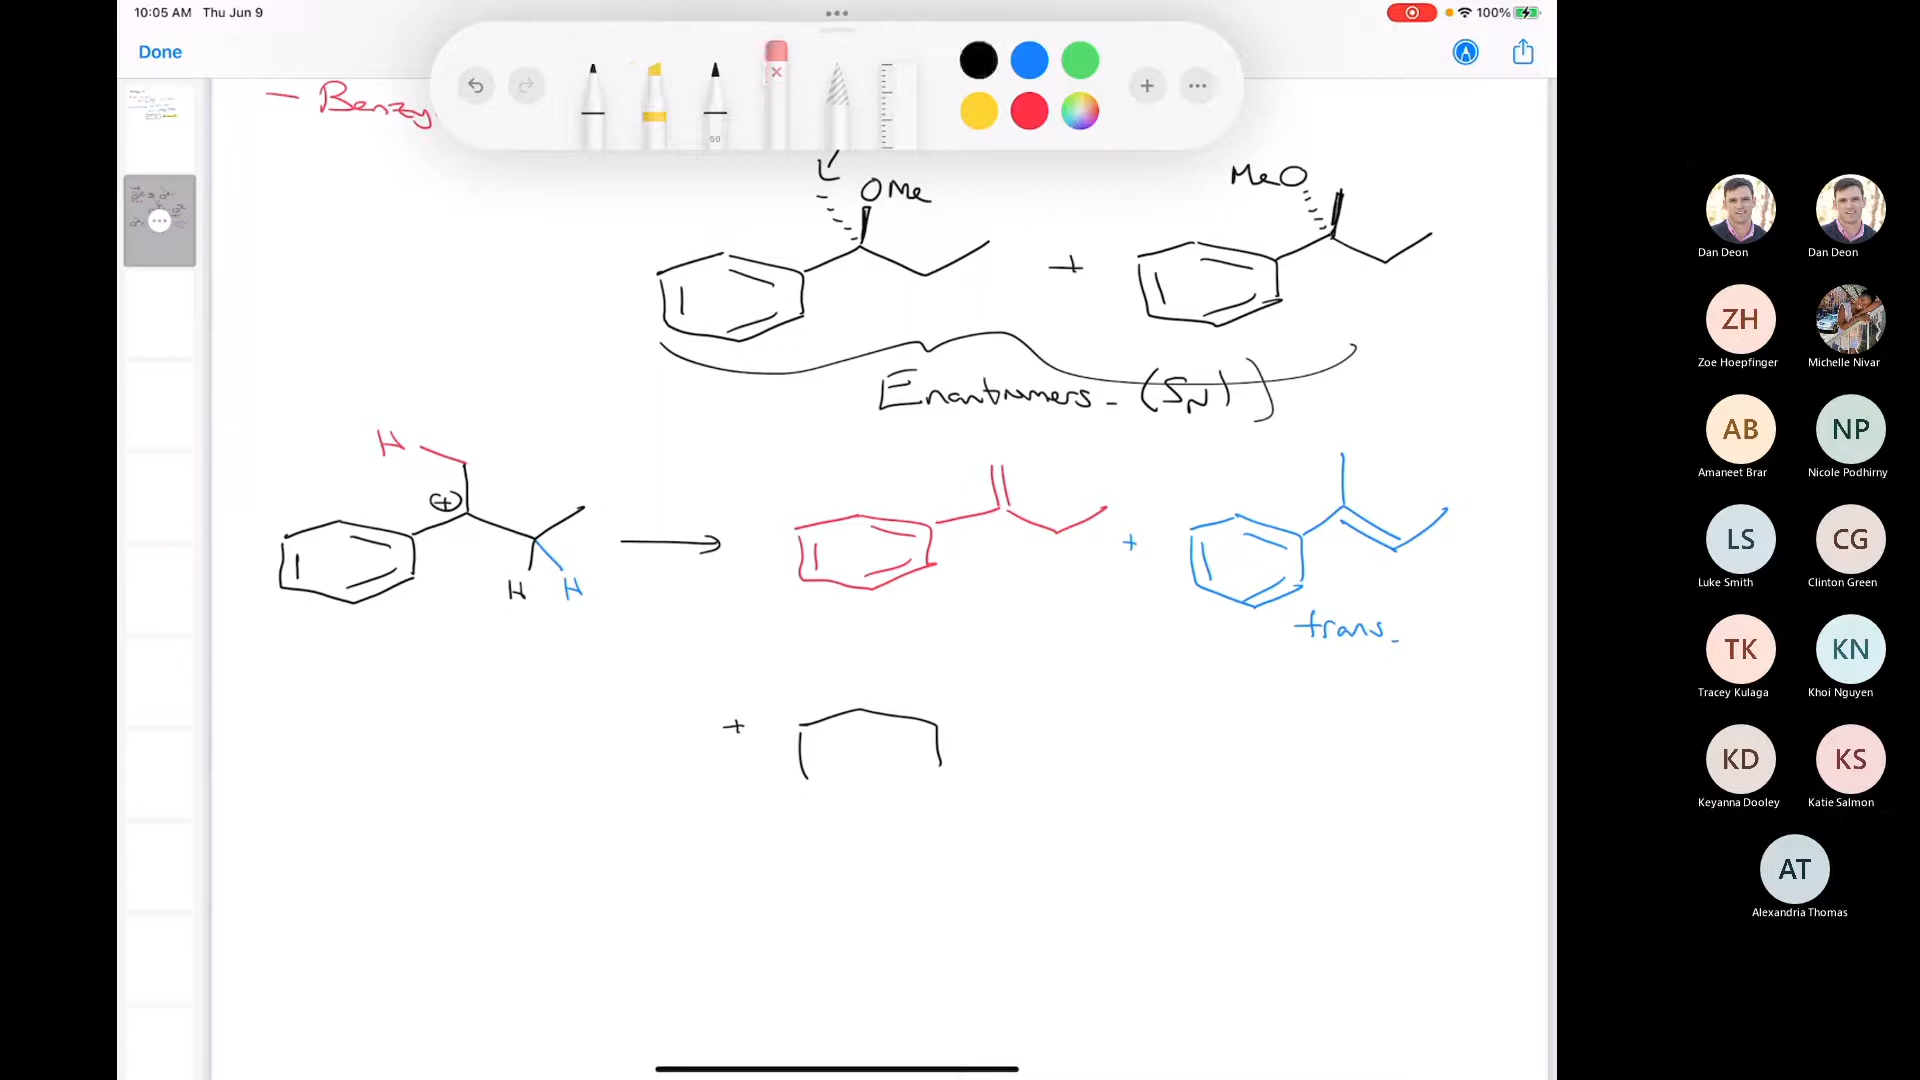 10:05 AM Thu Jun 9
100%
Done
50
— Benzy
OMe
MeO
+
Enantiomers - (SN1)
H
+
H H
+
trans.
+
Dan Deon
Dan Deon
ZH
Zoe Hoepfinger
Michelle Nivar
AB
Amaneet Brar
NP
Nicole Podhirny
LS
Luke Smith
CG
Clinton Green
TK
Tracey Kulaga
KN
Khoi Nguyen
KD
Keyanna Dooley
KS
Katie Salmon
AT
Alexandria Thomas